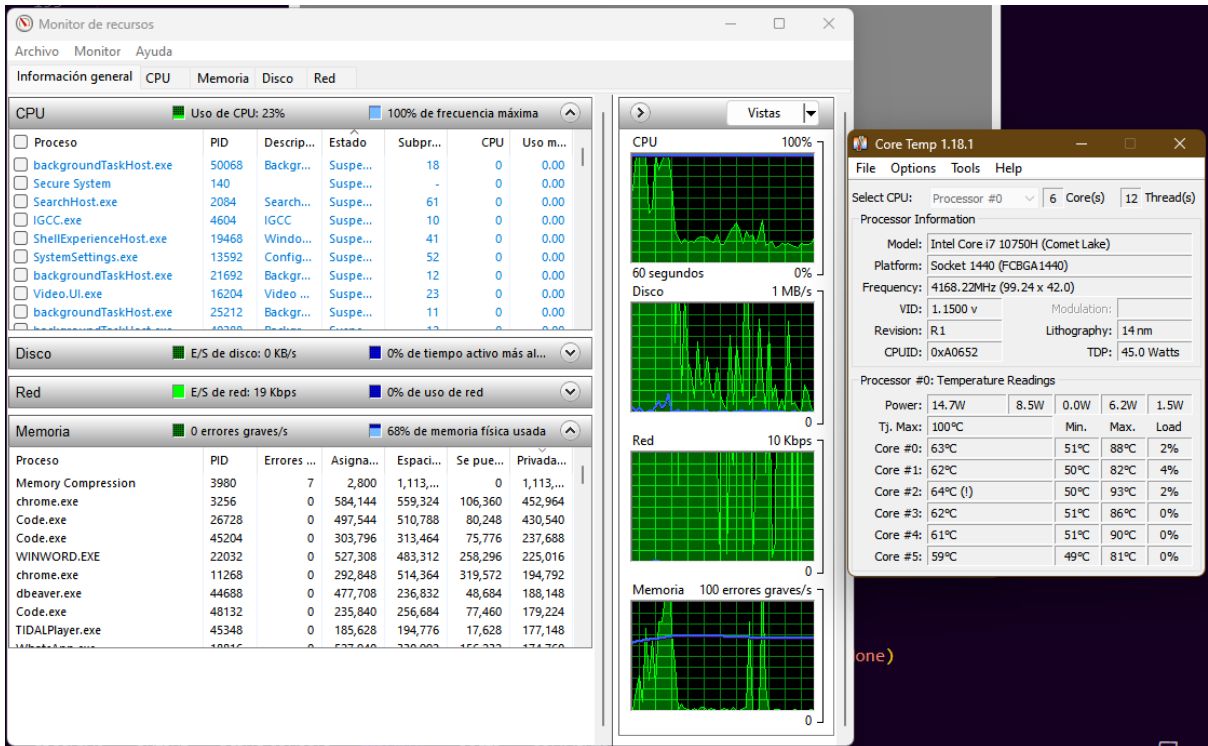 Monitor de recursos
Archivo Monitor Ayuda
Información general CPU Memoria Disco Red
CPU Uso de CPU: 23% 100% de frecuencia máxima
Proceso PID Descrip... Estado Subpr... CPU Uso m...
backgroundTaskHost.exe 50068 Backgr... Suspe... 18 0 0.00
Secure System 140 Suspe... - 0 0.00
SearchHost.exe 2084 Search... Suspe... 61 0 0.00
IGCC.exe 4604 IGCC Suspe... 10 0 0.00
ShellExperienceHost.exe 19468 Windo... Suspe... 41 0 0.00
SystemSettings.exe 13592 Config... Suspe... 52 0 0.00
backgroundTaskHost.exe 21692 Backgr... Suspe... 12 0 0.00
Video.UI.exe 16204 Video ... Suspe... 23 0 0.00
backgroundTaskHost.exe 25212 Backgr... Suspe... 11 0 0.00
Disco E/S de disco: 0 KB/s 0% de tiempo activo más al...
Red E/S de red: 19 Kbps 0% de uso de red
Memoria 0 errores graves/s 68% de memoria física usada
Proceso PID Errores ... Asigna... Espaci... Se pue... Privada...
Memory Compression 3980 7 2,800 1,113,... 0 1,113,...
chrome.exe 3256 0 584,144 559,324 106,360 452,964
Code.exe 26728 0 497,544 510,788 80,248 430,540
Code.exe 45204 0 303,796 313,464 75,776 237,688
WINWORD.EXE 22032 0 527,308 483,312 258,296 225,016
chrome.exe 11268 0 292,848 514,364 319,572 194,792
dbeaver.exe 44688 0 477,708 236,832 48,684 188,148
Code.exe 48132 0 235,840 256,684 77,460 179,224
TIDALPlayer.exe 45348 0 185,628 194,776 17,628 177,148
Vistas
CPU 100%
60 segundos 0%
Disco 1 MB/s
0
Red 10 Kbps
0
Memoria 100 errores graves/s
0
Core Temp 1.18.1
File Options Tools Help
Select CPU: Processor #0 6 Core(s) 12 Thread(s)
Processor Information
Model: Intel Core i7 10750H (Comet Lake)
Platform: Socket 1440 (FCBGA1440)
Frequency: 4168.22MHz (99.24 x 42.0)
VID: 1.1500 v Modulation:
Revision: R1 Lithography: 14 nm
CPUID: 0xA0652 TDP: 45.0 Watts
Processor #0: Temperature Readings
Power: 14.7W 8.5W 0.0W 6.2W 1.5W
Tj. Max: 100°C Min. Max. Load
Core #0: 63°C 51°C 88°C 2%
Core #1: 62°C 50°C 82°C 4%
Core #2: 64°C (!) 50°C 93°C 2%
Core #3: 62°C 51°C 86°C 0%
Core #4: 61°C 51°C 90°C 0%
Core #5: 59°C 49°C 81°C 0%
one)